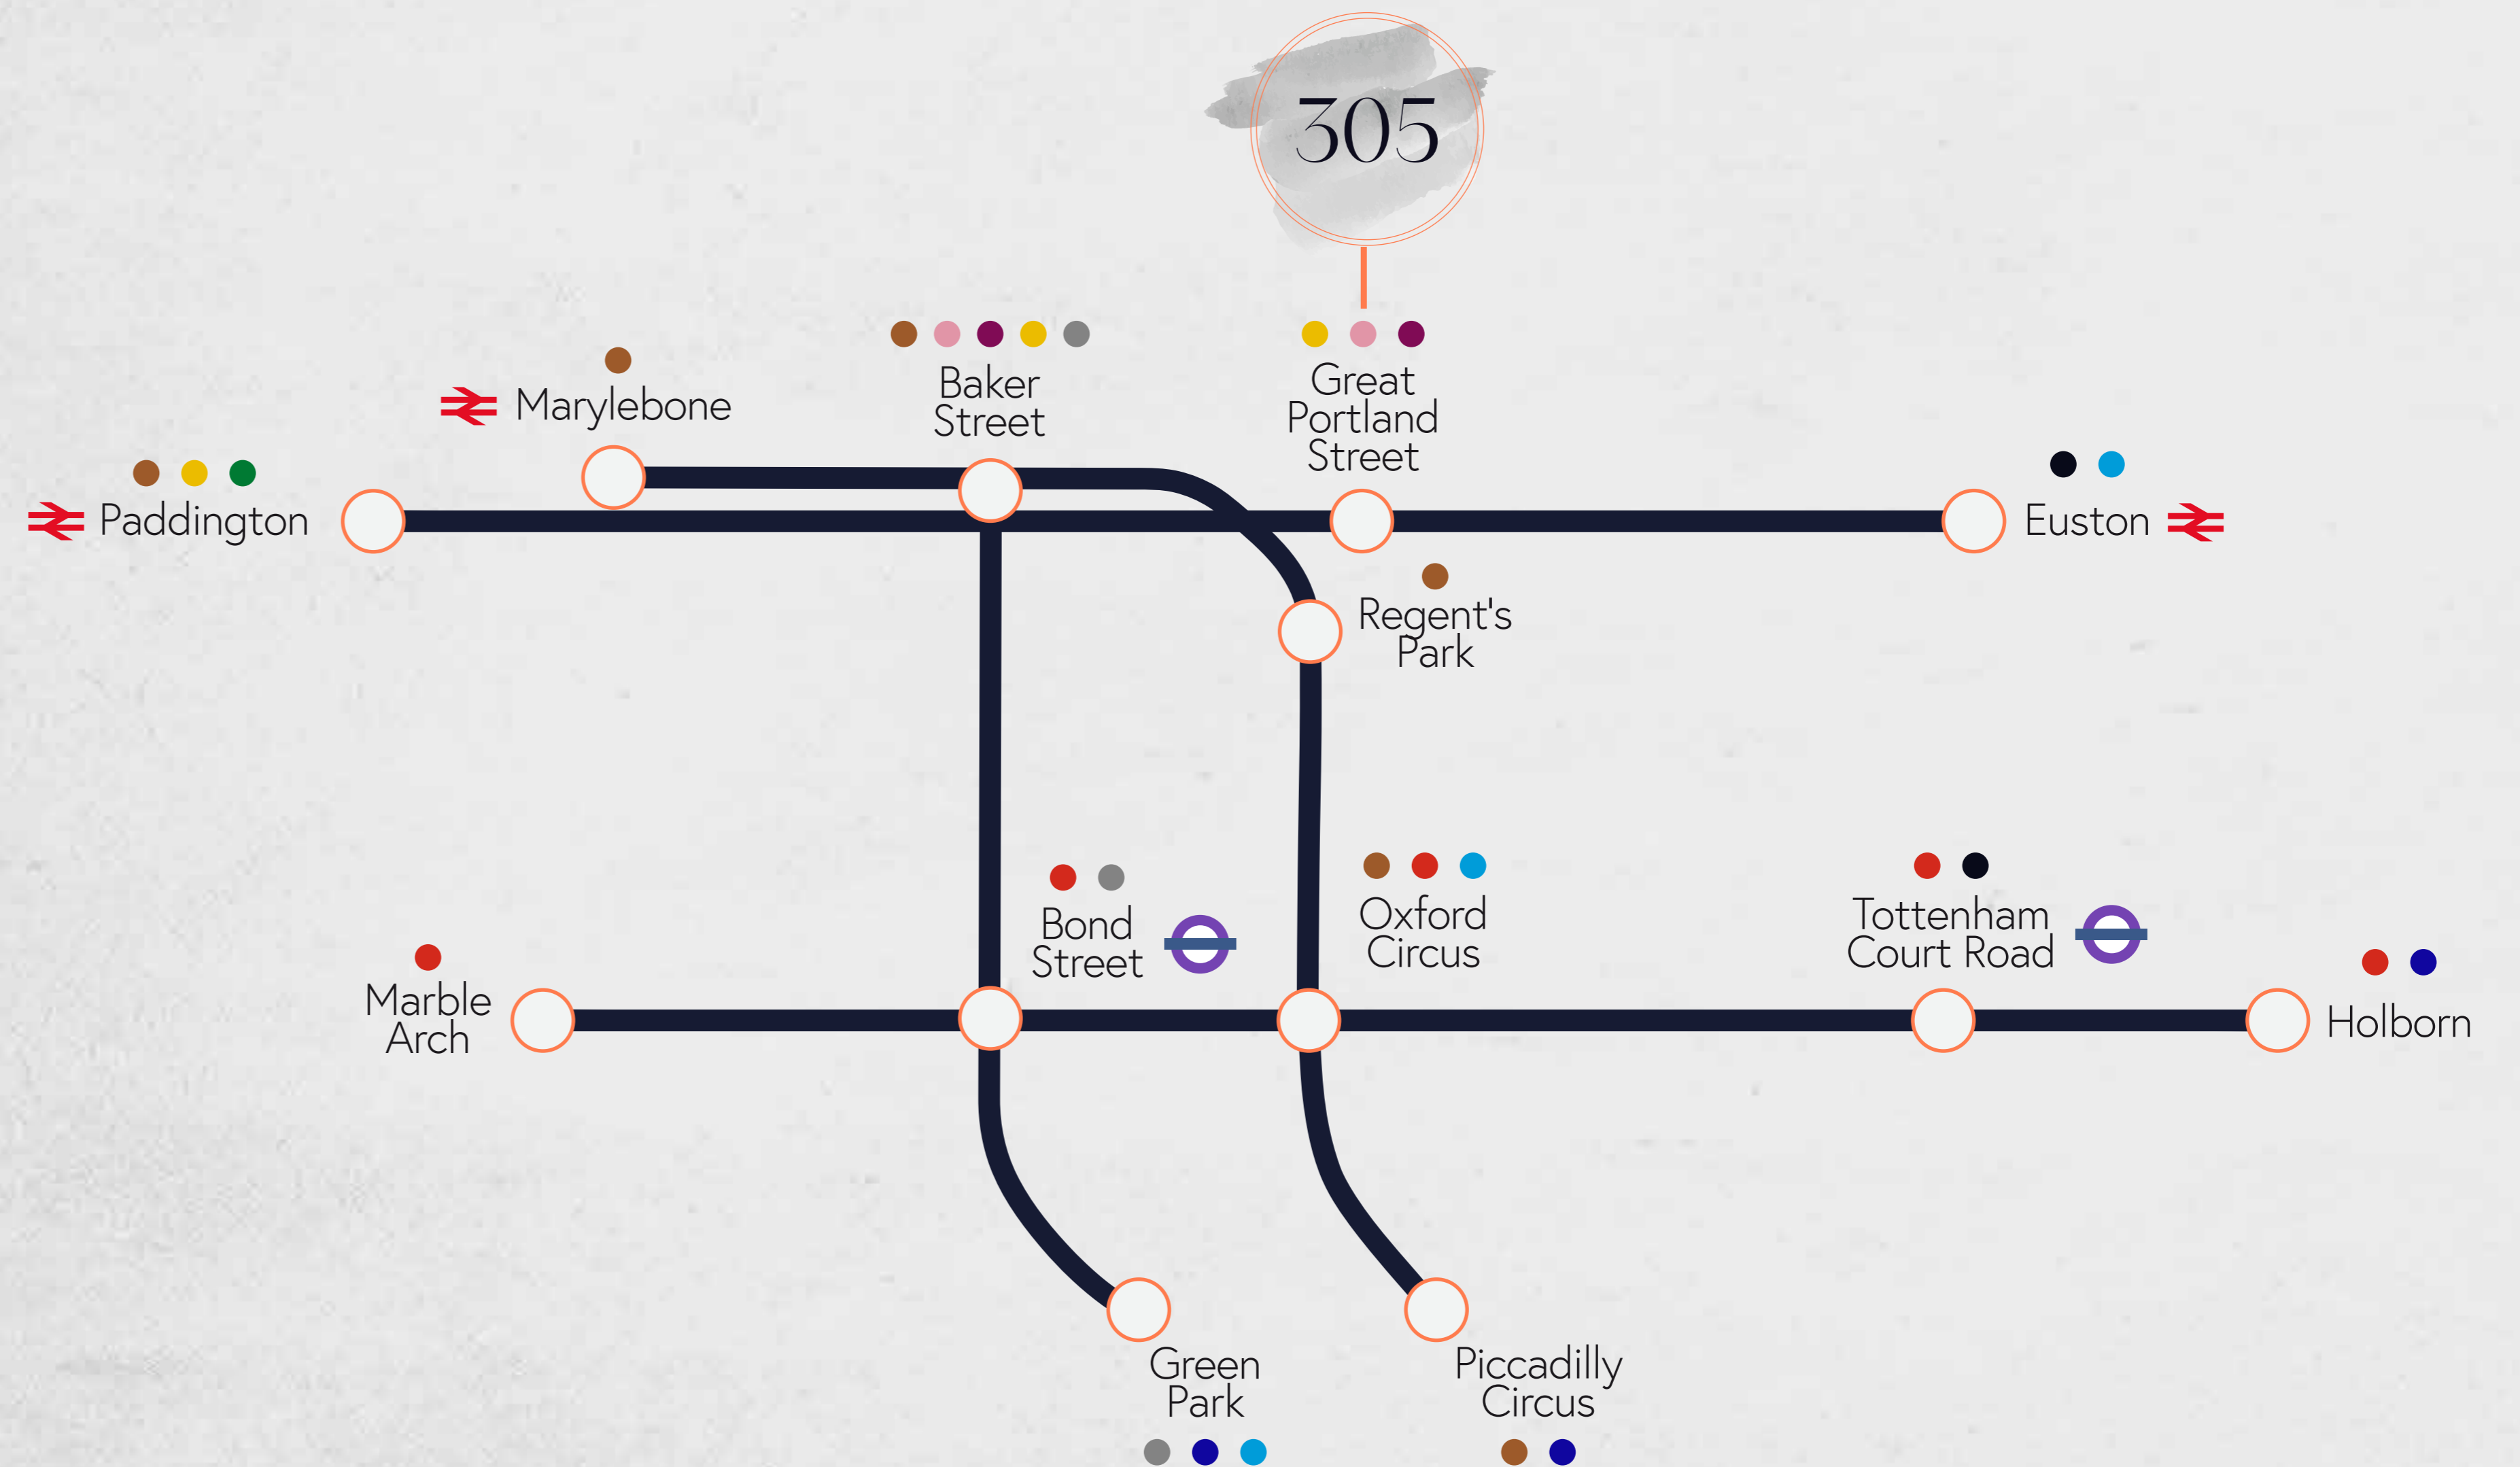 305
Baker
Street
Great
Portland
Street
Marylebone
Paddington
Euston
Regent's
Park
Bond
Street
Oxford
Circus
Tottenham
Court Road
Marble
Arch
Holborn
Green
Park
Piccadilly
Circus